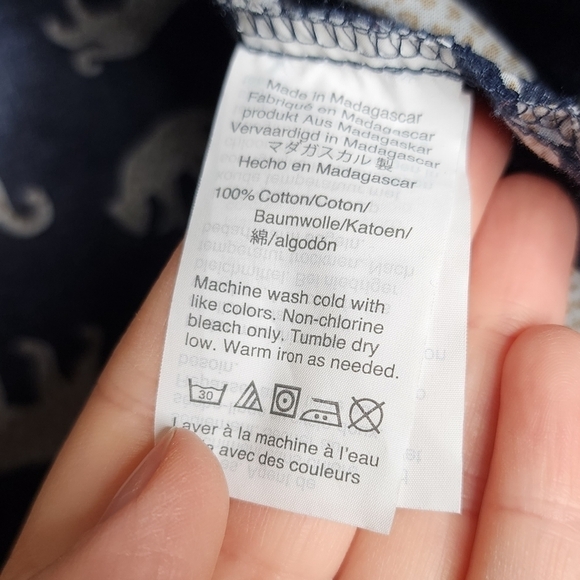 Made in Madagascar
Fabriqué en Madagascar
produkt Aus Madagaskar
Vervaardigd in Madagascar
マダガスカル 製
Hecho en Madagascar
100% Cotton/Coton/
Baumwolle/Katoen/
綿/algodón
Machine wash cold with
like colors. Non-chlorine
bleach only. Tumble dry
low. Warm iron as needed.
30
Laver à la machine à l'eau
avec des couleurs